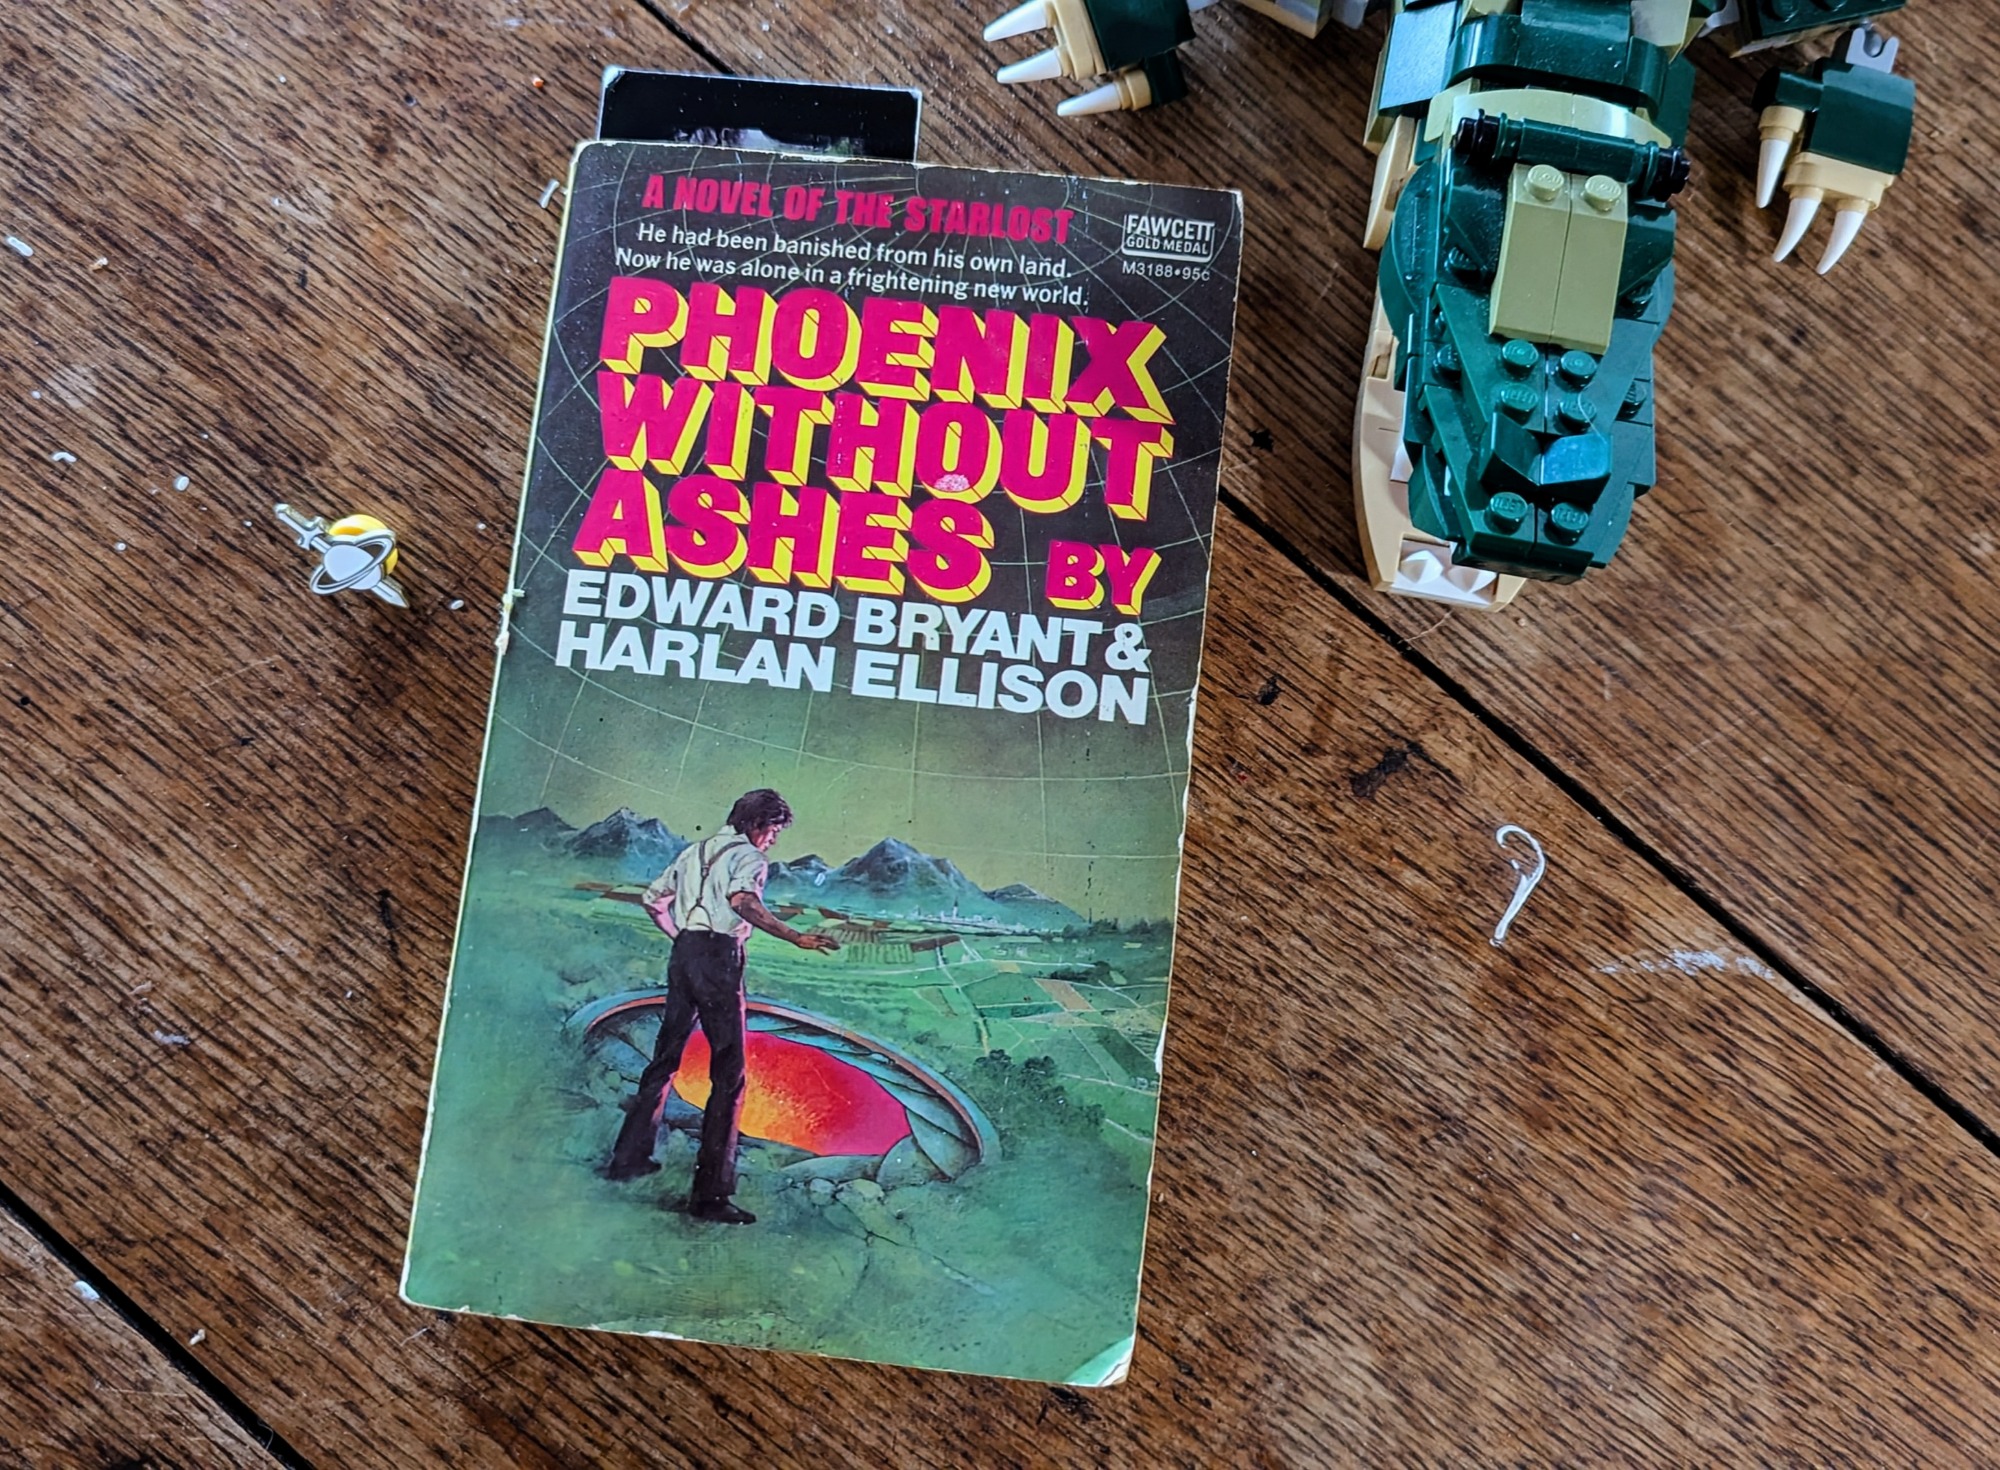 A NOVEL OF THE STARLOST
He had been banished from his own land.
Now he was alone in a frightening new world.
FAWCETT
GOLD MEDAL
M3188•95c
PHOENIX
WITHOUT
ASHES BY
EDWARD BRYANT &
HARLAN ELLISON